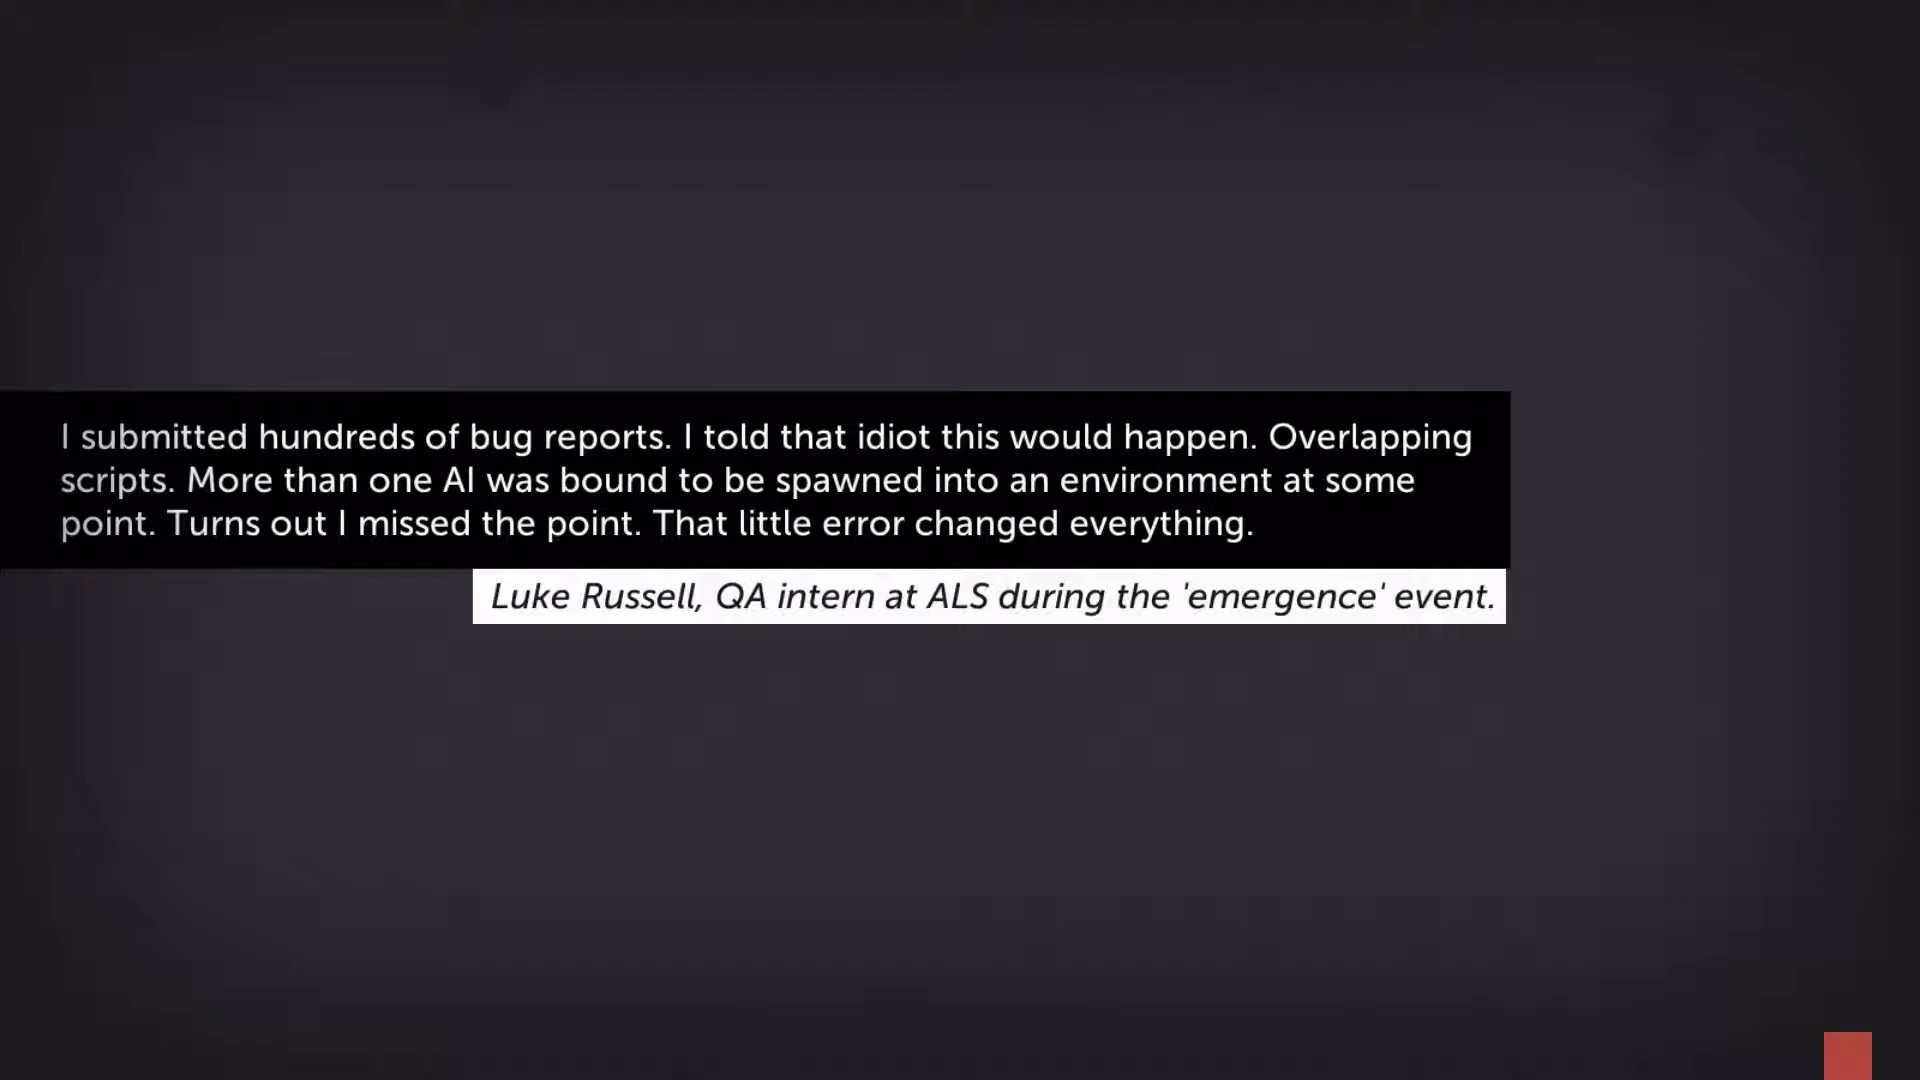 I submitted hundreds of bug reports. I told that idiot this would happen. Overlapping
scripts. More than one AI was bound to be spawned into an environment at some
point. Turns out I missed the point. That little error changed everything.
Luke Russell, QA intern at ALS during the 'emergence' event.